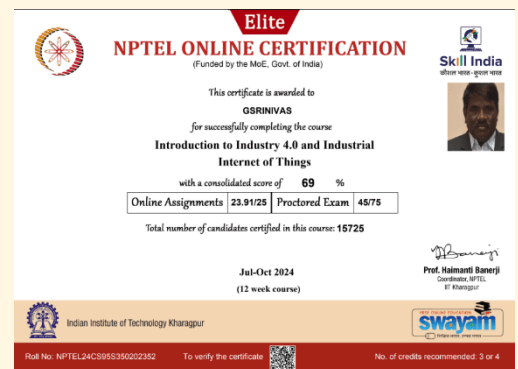 Elite
NPTEL ONLINE CERTIFICATION
(Funded by the MoE, Govt. of India)
Skill India
कौशल भारत - कुशल भारत
This certificate is awarded to
GSRINIVAS
for successfully completing the course
Introduction to Industry 4.0 and Industrial
Internet of Things
with a consolidated score of 69 %
Online Assignments 23.91/25 Proctored Exam 45/75
Total number of candidates certified in this course: 15725
Jul-Oct 2024
(12 week course)
Prof. Haimanti Banerji
Coordinator, NPTEL
IIT Kharagpur
Indian Institute of Technology Kharagpur
FREE ONLINE EDUCATION
swayam
Roll No: NPTEL24CS95S350202352 To verify the certificate No. of credits recommended: 3 or 4